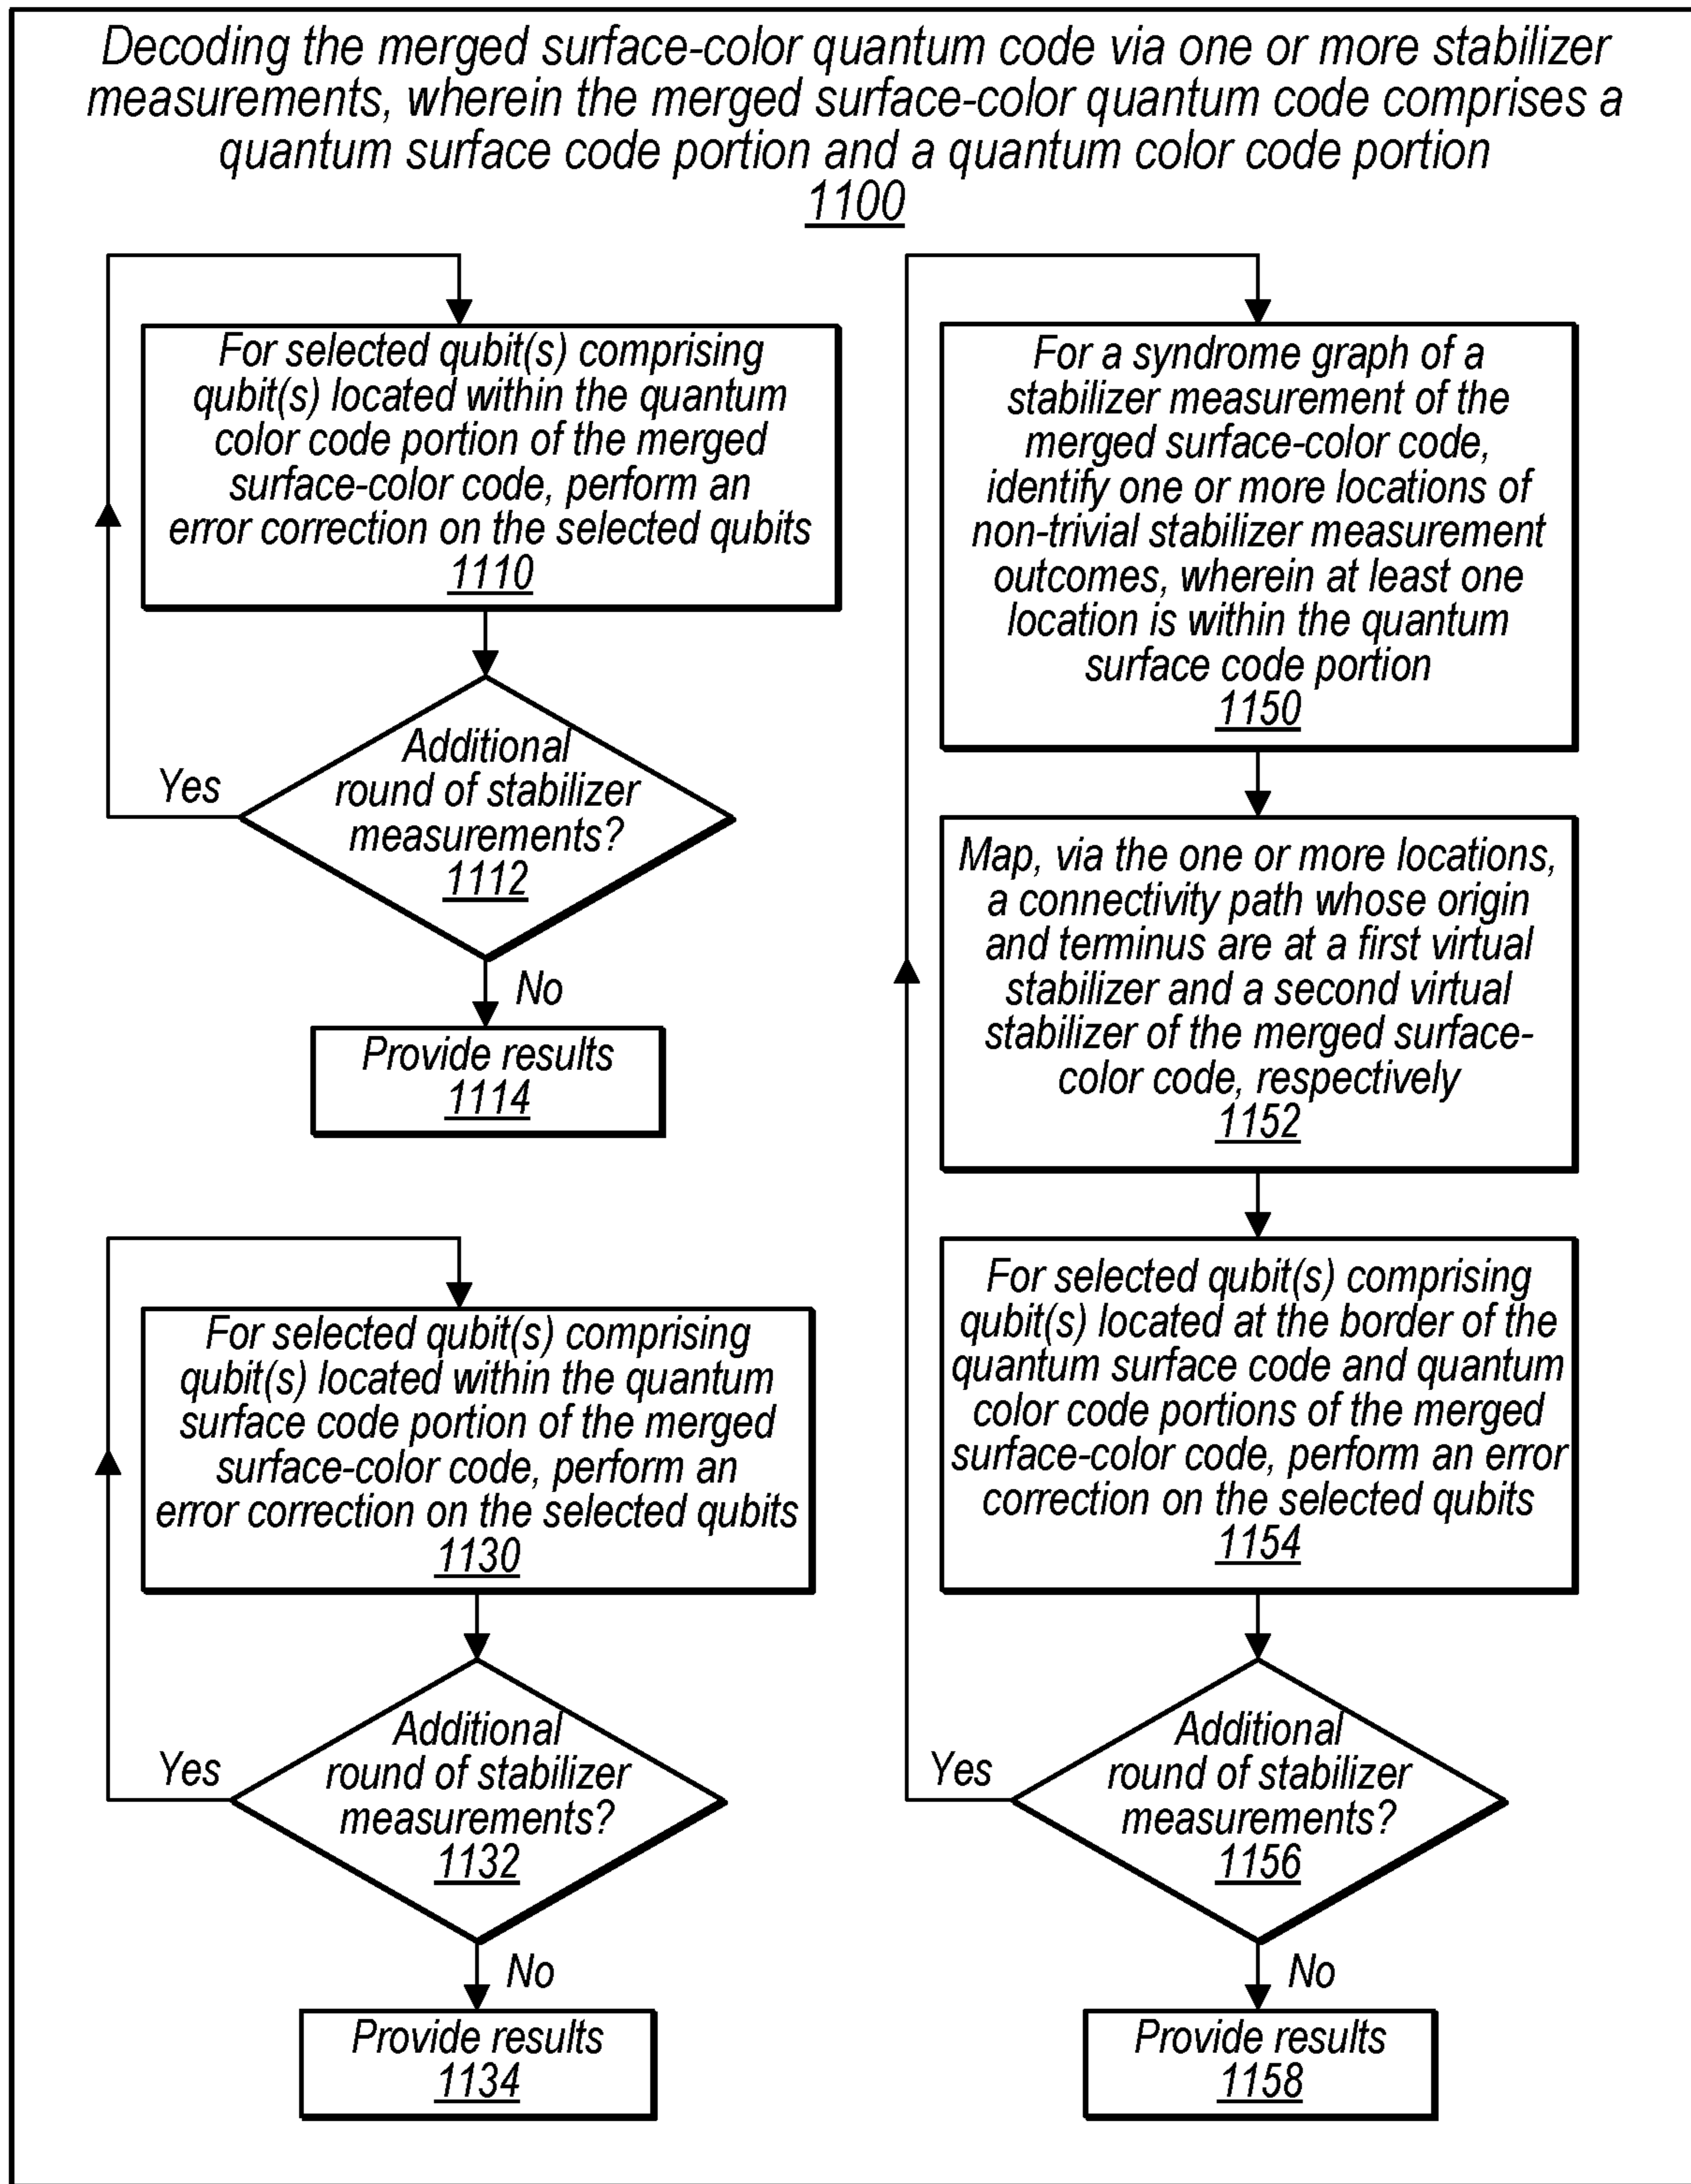 Decoding the merged surface-color quantum code via one or more stabilizer
measurements, wherein the merged surface-color quantum code comprises a
quantum surface code portion and a quantum color code portion
1100
For selected qubit(s) comprising
qubit(s) located within the quantum
color code portion of the merged
surface-color code, perform an
error correction on the selected qubits
1110
Additional
round of stabilizer
measurements?
1112
Yes
No
Provide results
1114
For selected qubit(s) comprising
qubit(s) located within the quantum
surface code portion of the merged
surface-color code, perform an
error correction on the selected qubits
1130
Additional
round of stabilizer
measurements?
1132
Yes
No
Provide results
1134
For a syndrome graph of a
stabilizer measurement of the
merged surface-color code,
identify one or more locations of
non-trivial stabilizer measurement
outcomes, wherein at least one
location is within the quantum
surface code portion
1150
Map, via the one or more locations,
a connectivity path whose origin
and terminus are at a first virtual
stabilizer and a second virtual
stabilizer of the merged surface-
color code, respectively
1152
For selected qubit(s) comprising
qubit(s) located at the border of the
quantum surface code and quantum
color code portions of the merged
surface-color code, perform an error
correction on the selected qubits
1154
Additional
round of stabilizer
measurements?
1156
Yes
No
Provide results
1158